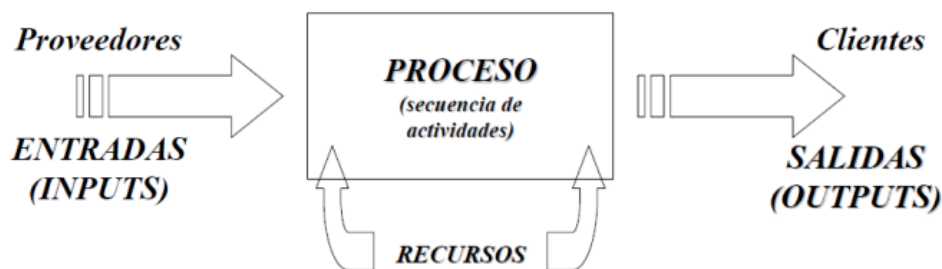 Proveedores
ENTRADAS
(INPUTS)
PROCESO
(secuencia de
actividades)
RECURSOS
Clientes
SALIDAS
(OUTPUTS)